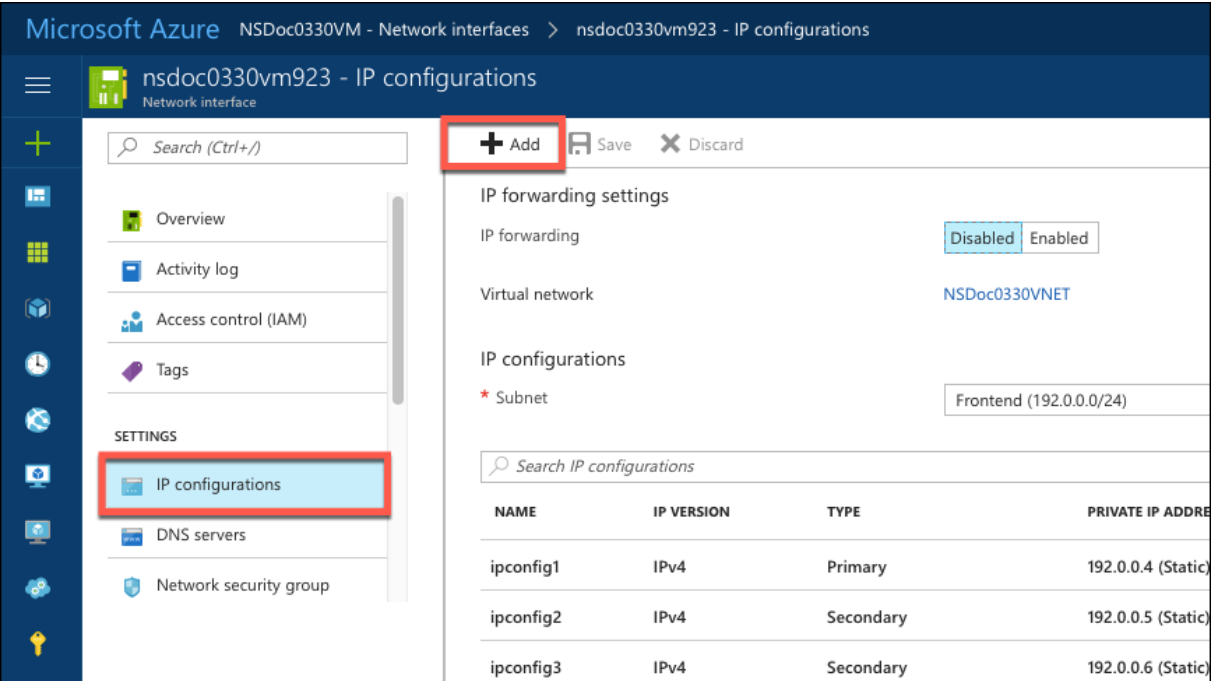 Microsoft Azure NSDoc0330VM - Network interfaces > nsdoc0330vm923 - IP configurations
nsdoc0330vm923 - IP configurations
Network interface
Search (Ctrl+/)
Overview
Activity log
Access control (IAM)
Tags
SETTINGS
IP configurations
DNS servers
Network security group
Add Save Discard
IP forwarding settings
IP forwarding Disabled Enabled
Virtual network NSDoc0330VNET
IP configurations
* Subnet Frontend (192.0.0.0/24)
Search IP configurations
NAME IP VERSION TYPE PRIVATE IP ADDRE
ipconfig1 IPv4 Primary 192.0.0.4 (Static)
ipconfig2 IPv4 Secondary 192.0.0.5 (Static)
ipconfig3 IPv4 Secondary 192.0.0.6 (Static)